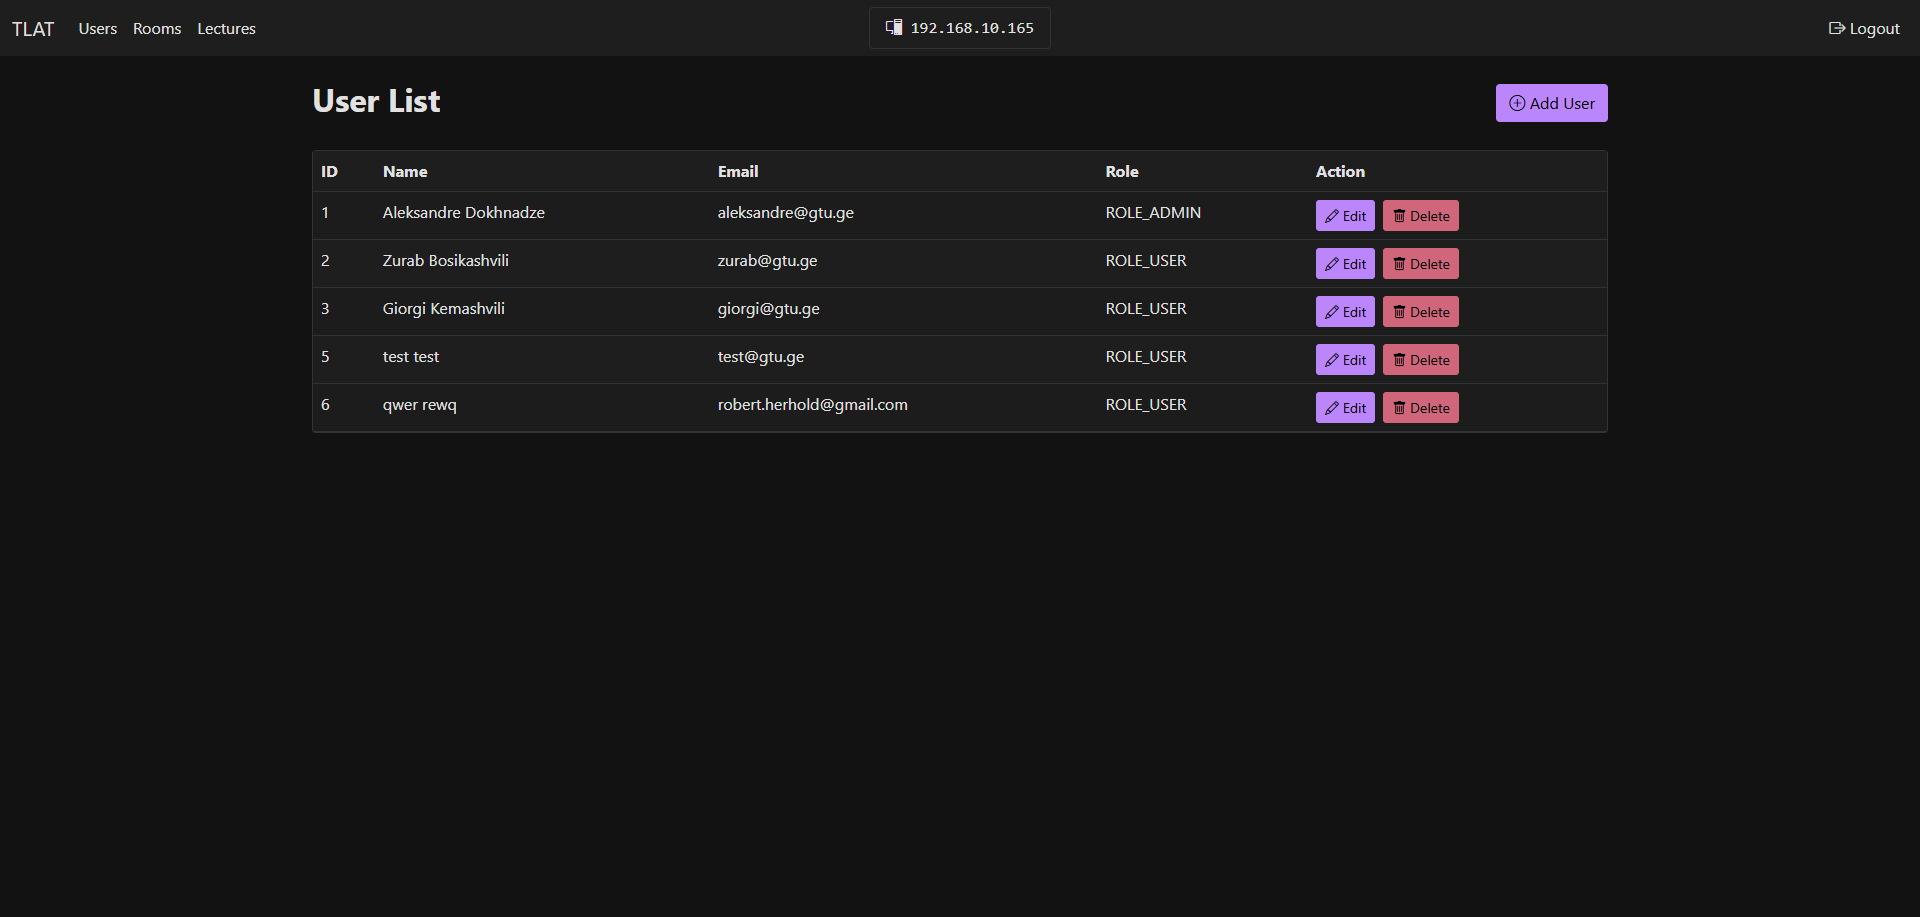 TLAT Users Rooms Lectures 192.168.10.165 Logout
User List Add User
ID Name Email Role Action
1 Aleksandre Dokhnadze aleksandre@gtu.ge ROLE_ADMIN Edit Delete
2 Zurab Bosikashvili zurab@gtu.ge ROLE_USER Edit Delete
3 Giorgi Kemashvili giorgi@gtu.ge ROLE_USER Edit Delete
5 test test test@gtu.ge ROLE_USER Edit Delete
6 qwer rewq robert.herhold@gmail.com ROLE_USER Edit Delete